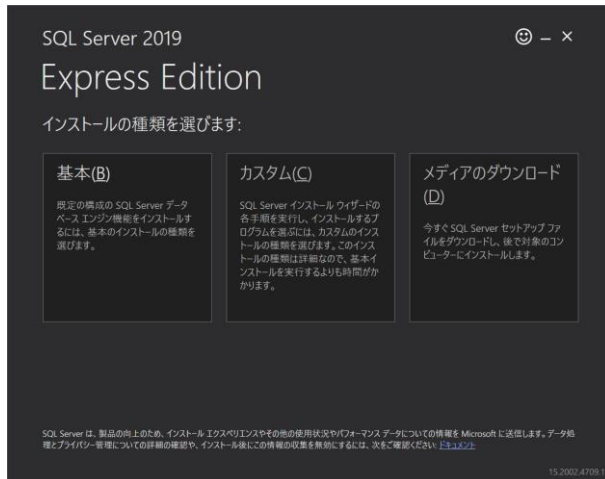 SQL Server 2019
Express Edition
インストールの種類を選びます:
基本(B)
既定の構成の SQL Server データ
ベース エンジン機能をインストールす
るには、基本のインストールの種類を
選びます。
カスタム(C)
SQL Server インストール ウィザードの
各手順を実行し、インストールするプ
ログラムを選ぶには、カスタムのインス
トールの種類を選びます。このインス
トールの種類は詳細なので、基本イ
ンストールを実行するよりも時間がか
かります。
メディアのダウンロード
(D)
今すぐ SQL Server セットアップ ファ
イルをダウンロードし、後で対象のコン
ピューターにインストールします。
SQL Server は、製品の向上のため、インストール エクスペリエンスやその他の使用状況やパフォーマンス データについての情報を Microsoft に送信します。データ処
理とプライバシー管理についての詳細の確認や、インストール後にこの情報の収集を無効にするには、次をご確認ください: ドキュメント
15.2002.4709.1